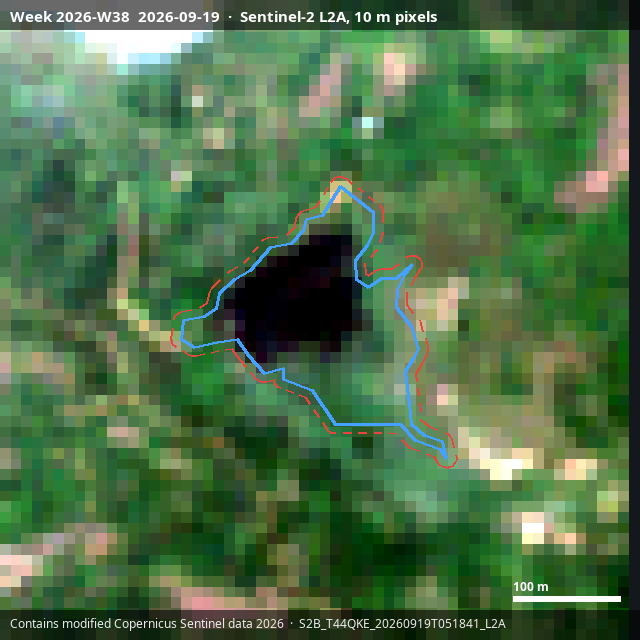 Week 2026-W38  2026-09-19  ·  Sentinel-2 L2A, 10 m pixels
100 m
Contains modified Copernicus Sentinel data 2026  ·  S2B_T44QKE_20260919T051841_L2A